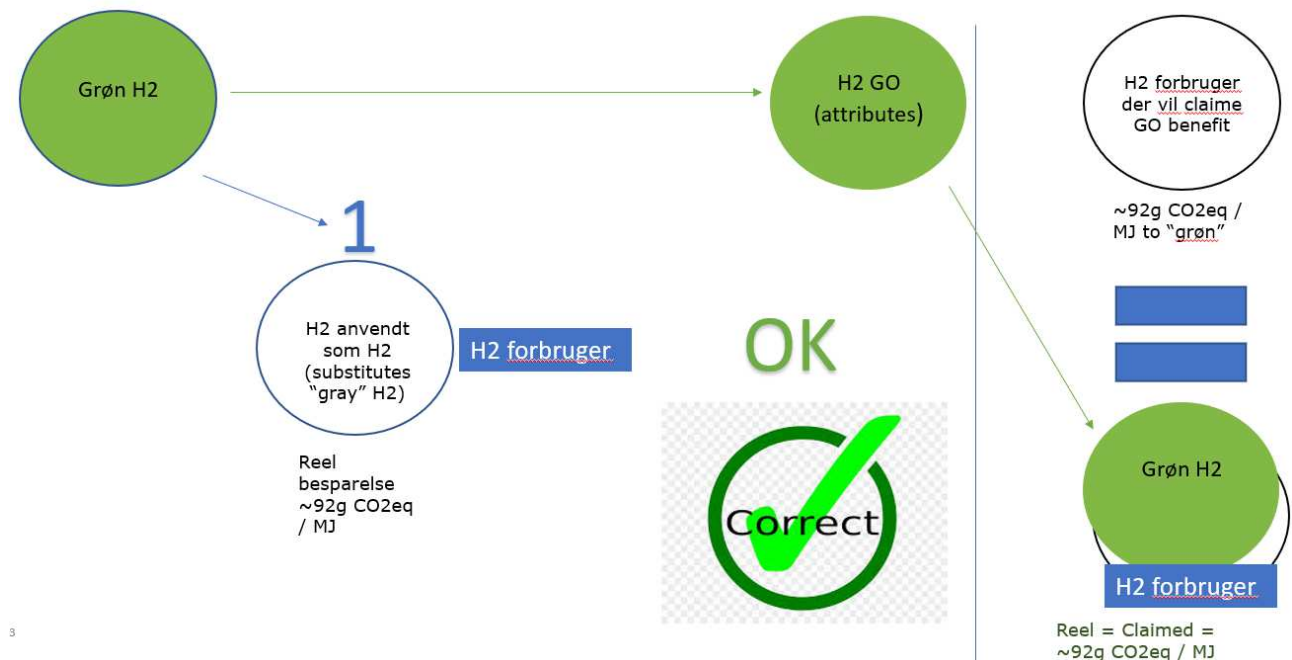 Grøn H2
H2 GO
(attributes)
H2 forbruger
der vil claime
GO benefit
~92g CO2eq /
MJ to “grøn”
1
H2 anvendt
som H2
(substitutes
“gray” H2)
H2 forbruger
Reel
besparelse
~92g CO2eq
/ MJ
OK
Correct
Grøn H2
H2 forbruger
Reel = Claimed =
~92g CO2eq / MJ
3